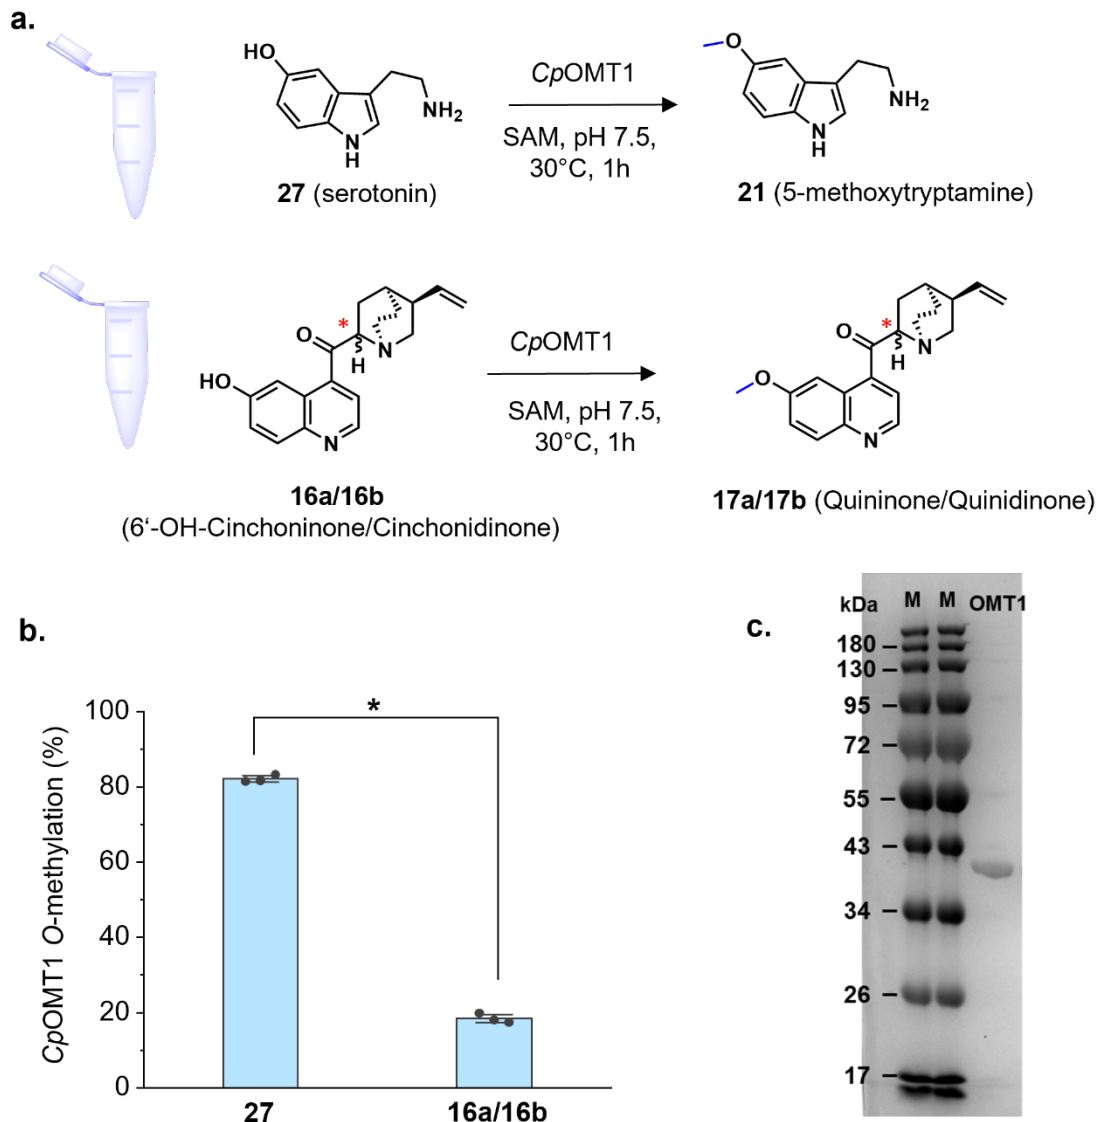 a.
HO
NH₂
N
H
27 (serotonin)
CpOMT1
SAM, pH 7.5,
30°C, 1h
O
NH₂
N
H
21 (5-methoxytryptamine)
O
*
N
H
HO
N
16a/16b
(6‘-OH-Cinchoninone/Cinchonidinone)
CpOMT1
SAM, pH 7.5,
30°C, 1h
O
*
N
H
O
N
17a/17b (Quininone/Quinidinone)
b.
CpOMT1 O-methylation (%)
100
80
60
40
20
0
*
27
16a/16b
c.
kDa M M OMT1
180
130
95
72
55
43
34
26
17